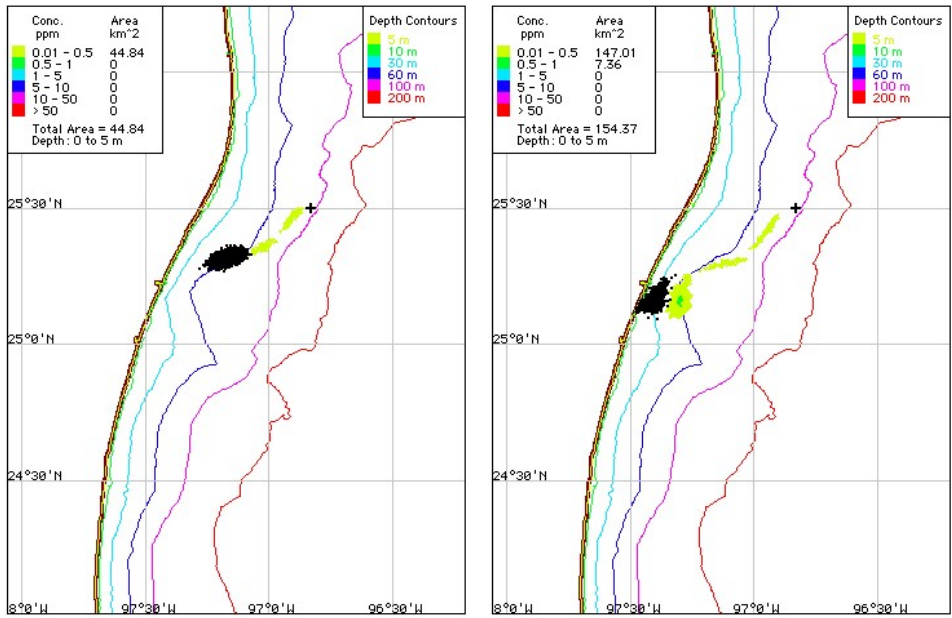 Conc. Area
ppm km^2
0.01 - 0.5 44.84
0.5 - 1 0
1 - 5 0
5 - 10 0
10 - 50 0
> 50 0
Total Area = 44.84
Depth: 0 to 5 m
Depth Contours
5 m
10 m
30 m
60 m
100 m
200 m
25°30'N
25°0'N
24°30'N
8°0'W 97°30'W 97°0'W 96°30'W
Conc. Area
ppm km^2
0.01 - 0.5 147.01
0.5 - 1 7.36
1 - 5 0
5 - 10 0
10 - 50 0
> 50 0
Total Area = 154.37
Depth: 0 to 5 m
Depth Contours
5 m
10 m
30 m
60 m
100 m
200 m
25°30'N
25°0'N
24°30'N
8°0'W 97°30'W 97°0'W 96°30'W